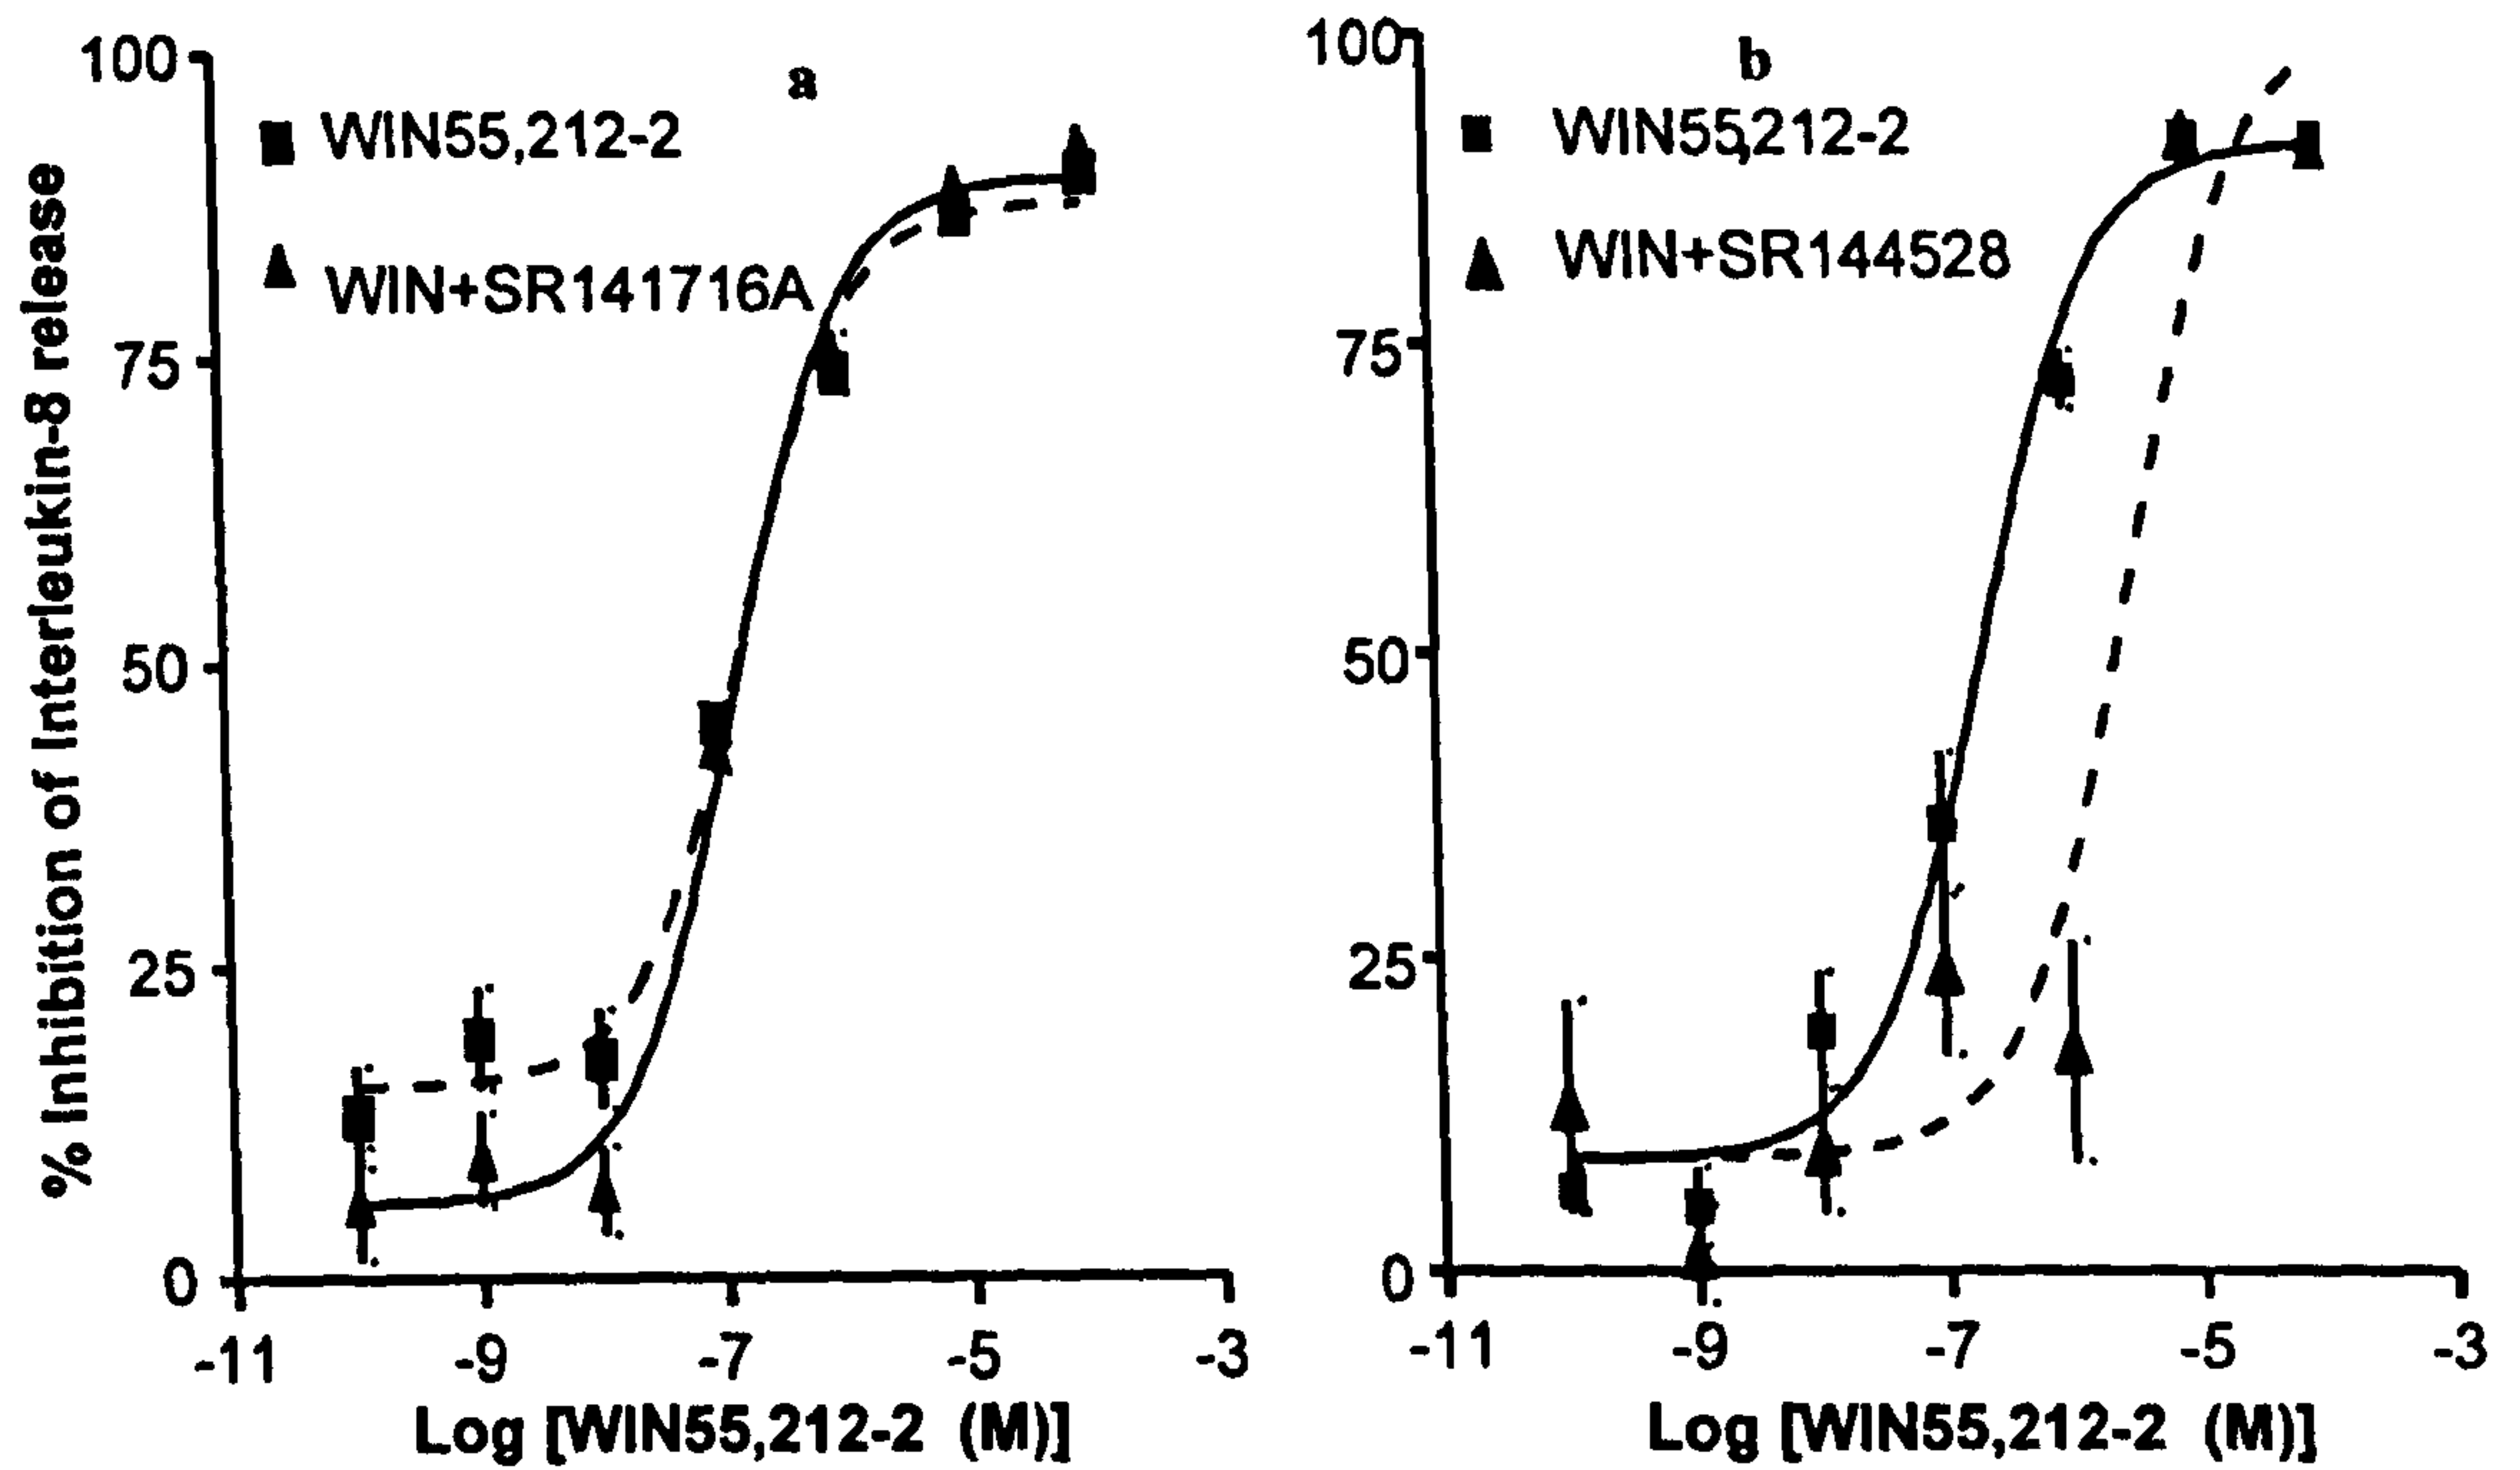 % Inhibition of Interleukin-8 release
a
100
75
50
25
0
WIN55,212-2
WIN+SR141716A
-11 -9 -7 -5 -3
Log [WIN55,212-2 (M)]
b
100
75
50
25
0
WIN55,212-2
WIN+SR144528
-11 -9 -7 -5 -3
Log [WIN55,212-2 (M)]